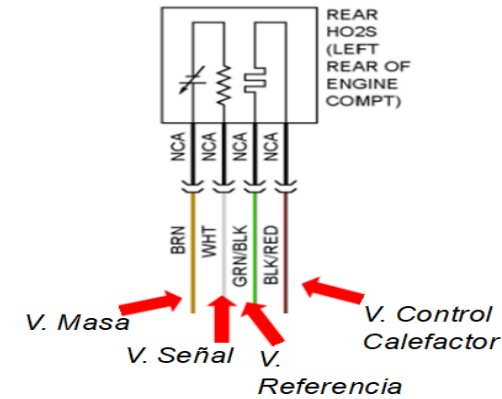 REAR
HO2S
(LEFT
REAR OF
ENGINE
COMPT)
NCA
NCA
NCA
NCA
BRN
WHT
GRN/BLK
BLK/RED
V. Masa
V. Señal
V.
Referencia
V. Control
Calefactor